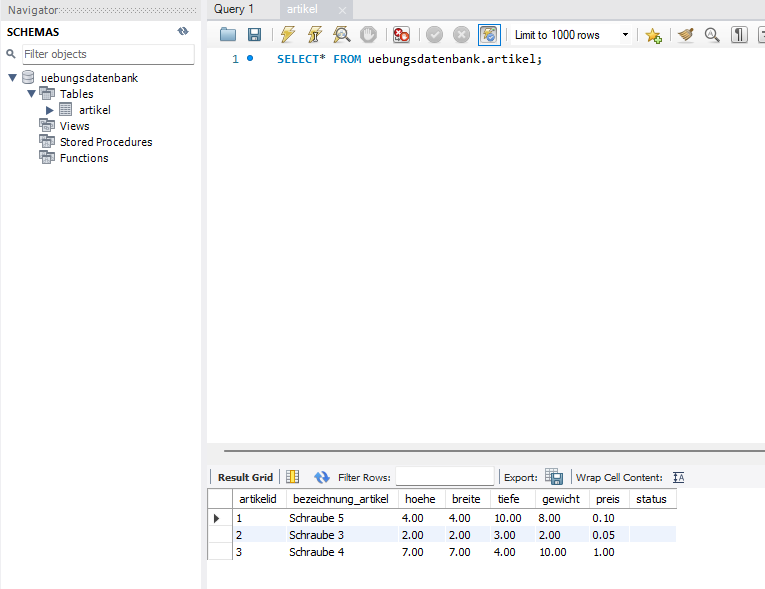 Navigator
SCHEMAS
Filter objects
uebungsdatenbank
Tables
artikel
Views
Stored Procedures
Functions
Query 1 artikel
Limit to 1000 rows
1 SELECT* FROM uebungsdatenbank.artikel;
Result Grid Filter Rows: Export: Wrap Cell Content:
artikelid bezeichnung_artikel hoehe breite tiefe gewicht preis status
1 Schraube 5 4.00 4.00 10.00 8.00 0.10
2 Schraube 3 2.00 2.00 3.00 2.00 0.05
3 Schraube 4 7.00 7.00 4.00 10.00 1.00